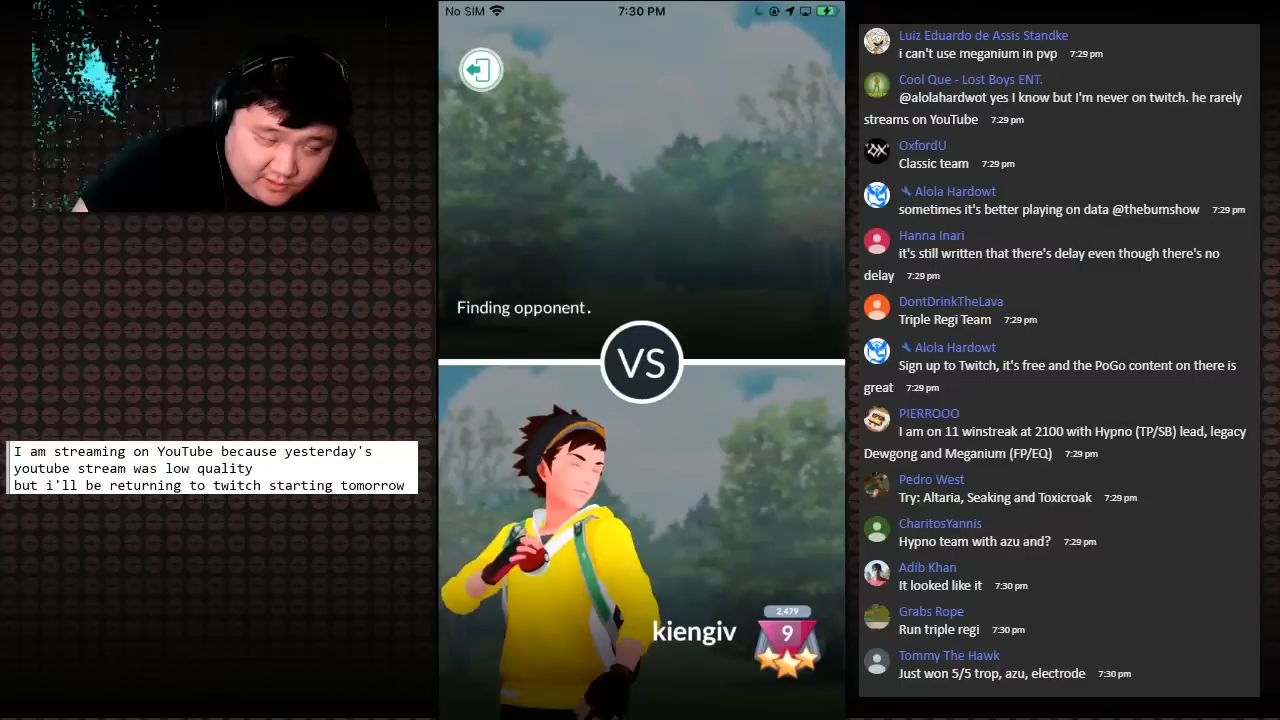 No SIM
7:30 PM
Finding opponent.
VS
kiengiv
2,479
9
I am streaming on YouTube because yesterday's
youtube stream was low quality
but i'll be returning to twitch starting tomorrow
Luiz Eduardo de Assis Standke
i can't use meganium in pvp 7:29 pm
Cool Que - Lost Boys ENT.
@alolahardwot yes I know but I'm never on twitch. he rarely
streams on YouTube 7:29 pm
OxfordU
Classic team 7:29 pm
Alola Hardowt
sometimes it's better playing on data @thebumshow 7:29 pm
Hanna Inari
it's still written that there's delay even though there's no
delay 7:29 pm
DontDrinkTheLava
Triple Regi Team 7:29 pm
Alola Hardowt
Sign up to Twitch, it's free and the PoGo content on there is
great 7:29 pm
PIERROOO
I am on 11 winstreak at 2100 with Hypno (TP/SB) lead, legacy
Dewgong and Meganium (FP/EQ) 7:29 pm
Pedro West
Try: Altaria, Seaking and Toxicroak 7:29 pm
CharitosYannis
Hypno team with azu and? 7:29 pm
Adib Khan
It looked like it 7:30 pm
Grabs Rope
Run triple regi 7:30 pm
Tommy The Hawk
Just won 5/5 trop, azu, electrode 7:30 pm